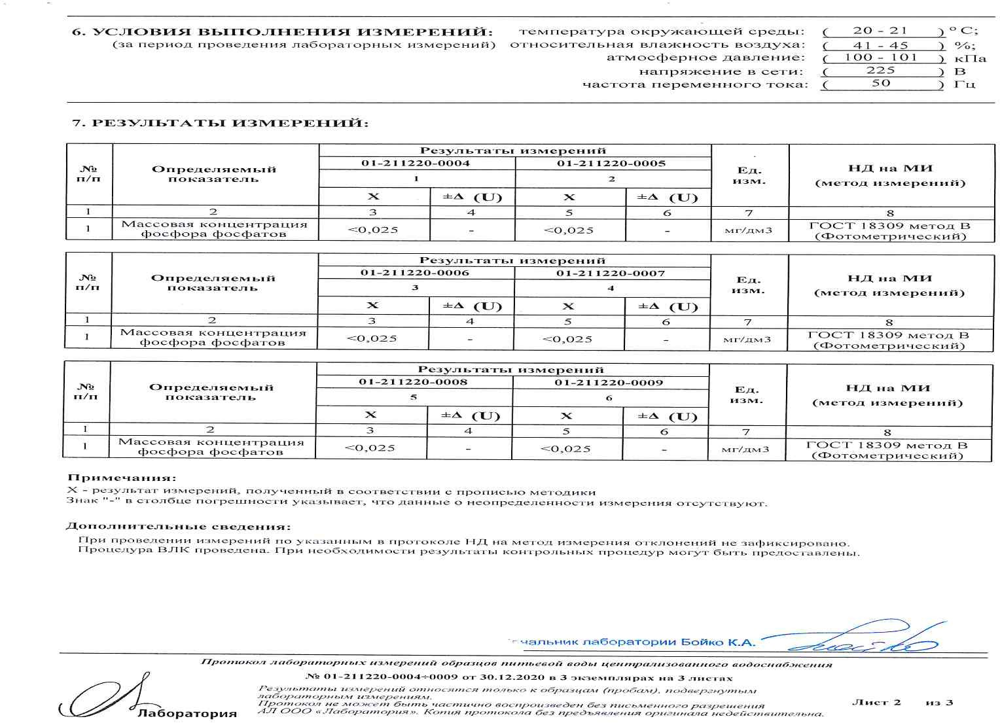 6. УСЛОВИЯ ВЫПОЛНЕНИЯ ИЗМЕРЕНИЙ: температура окружающей среды: ( 20 - 21 ) ° С;
(за период проведения лабораторных измерений) относительная влажность воздуха: ( 41 - 45 ) %;
атмосферное давление: ( 100 - 101 ) кПа
напряжение в сети: ( 225 ) В
частота переменного тока: ( 50 ) Гц
7. РЕЗУЛЬТАТЫ ИЗМЕРЕНИЙ:
№ п/п Определяемый показатель Результаты измерений Ед. изм. НД на МИ (метод измерений)
01-211220-0004 01-211220-0005
1 2
X ±Δ (U) X ±Δ (U)
1 2 3 4 5 6 7 8
1 Массовая концентрация фосфора фосфатов <0,025 - <0,025 - мг/дм3 ГОСТ 18309 метод В (Фотометрический)
№ п/п Определяемый показатель Результаты измерений Ед. изм. НД на МИ (метод измерений)
01-211220-0006 01-211220-0007
3 4
X ±Δ (U) X ±Δ (U)
1 2 3 4 5 6 7 8
1 Массовая концентрация фосфора фосфатов <0,025 - <0,025 - мг/дм3 ГОСТ 18309 метод В (Фотометрический)
№ п/п Определяемый показатель Результаты измерений Ед. изм. НД на МИ (метод измерений)
01-211220-0008 01-211220-0009
5 6
X ±Δ (U) X ±Δ (U)
1 2 3 4 5 6 7 8
1 Массовая концентрация фосфора фосфатов <0,025 - <0,025 - мг/дм3 ГОСТ 18309 метод В (Фотометрический)
Примечания:
X - результат измерений, полученный в соответствии с прописью методики
Знак "-" в столбце погрешности указывает, что данные о неопределенности измерения отсутствуют.
Дополнительные сведения:
При проведении измерений по указанным в протоколе НД на метод измерения отклонений не зафиксировано.
Процедура ВЛК проведена. При необходимости результаты контрольных процедур могут быть предоставлены.
чальник лаборатории Бойко К.А.
Протокол лабораторных измерений образцов питьевой воды централизованного водоснабжения
№ 01-211220-0004÷0009 от 30.12.2020 в 3 экземплярах на 3 листах
Результаты измерений относятся только к образцам (пробам), подвергнутым
лабораторным измерениям.
Протокол не может быть частично воспроизведен без письменного разрешения
АЛ ООО «Лаборатория». Копия протокола без предъявления оригинала недействительна.
Лаборатория
Лист 2 из 3